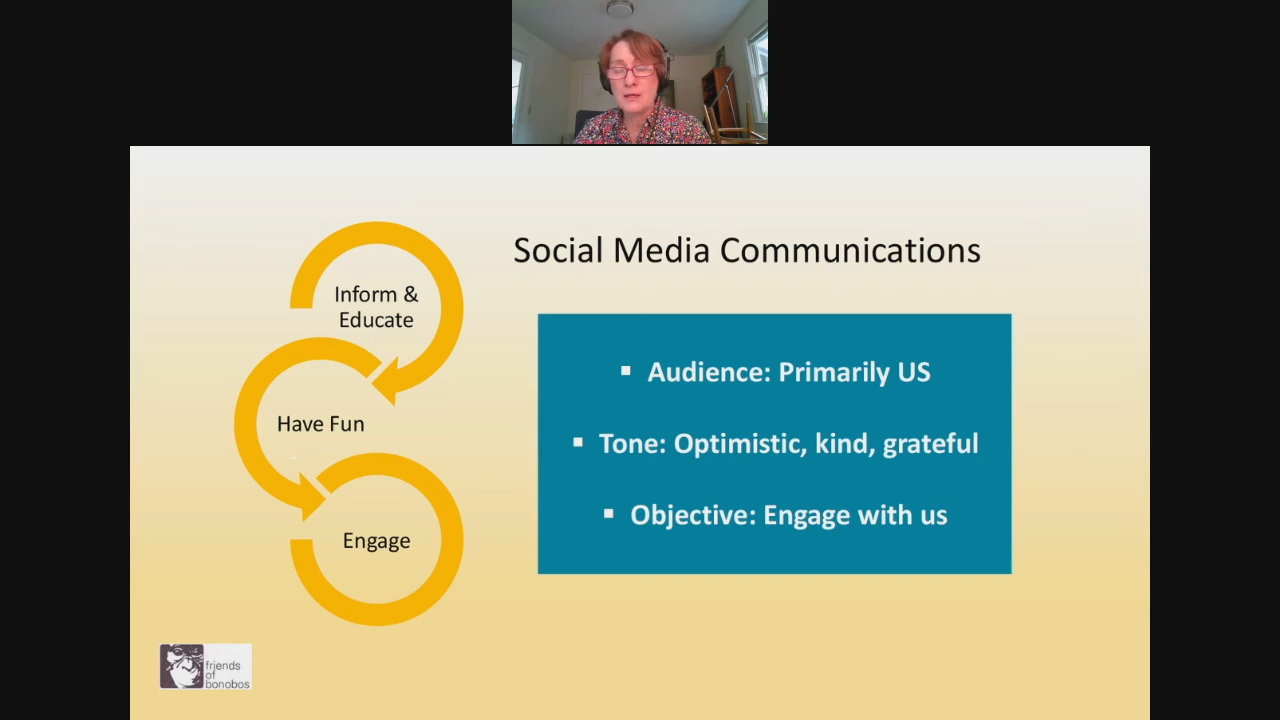 Social Media Communications
Inform &
Educate
Have Fun
Engage
▪ Audience: Primarily US
▪ Tone: Optimistic, kind, grateful
▪ Objective: Engage with us
friends
of
bonobos